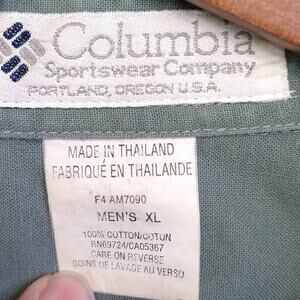 Columbia
Sportswear Company
PORTLAND, OREGON U.S.A.
MADE IN THAILAND
FABRIQUÉ EN THAILANDE
F4 AM7090
MEN'S XL
100% COTTON/COTON
RN69724/CA05367
CARE ON REVERSE
SOINS DE LAVAGE AU VERSO